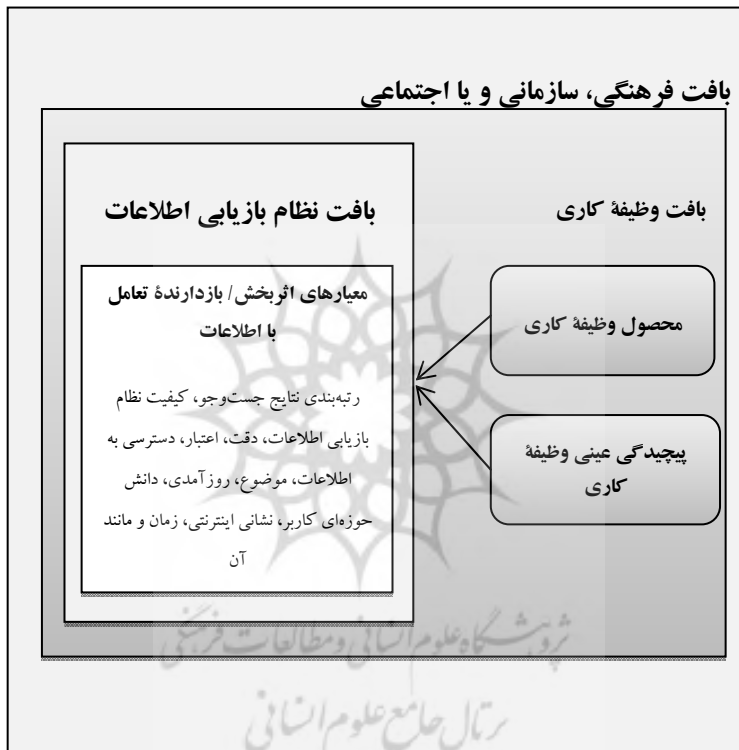 بافت فرهنگی، سازمانی و یا اجتماعی
بافت وظیفهٔ کاری
محصول وظیفهٔ کاری
پیچیدگی عینی وظیفهٔ
کاری
بافت نظام بازیابی اطلاعات
معیارهای اثربخش/ بازدارندهٔ تعامل
با اطلاعات
رتبه‌بندی نتایج جست‌وجو، کیفیت نظام
بازیابی اطلاعات، دقت، اعتبار، دسترسی به
اطلاعات، موضوع، روزآمدی، دانش
حوزه‌ای کاربر، نشانی اینترنتی، زمان و مانند
آن
پژوهشگاه علوم انسانی و مطالعات فرهنگی
پرتال جامع علوم انسانی